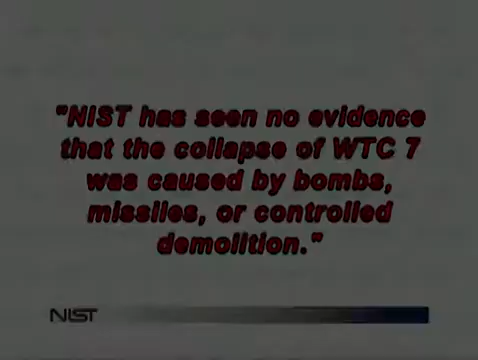 "NIST has seen no evidence
that the collapse of WTC 7
was caused by bombs,
missiles, or controlled
demolition."
NIST